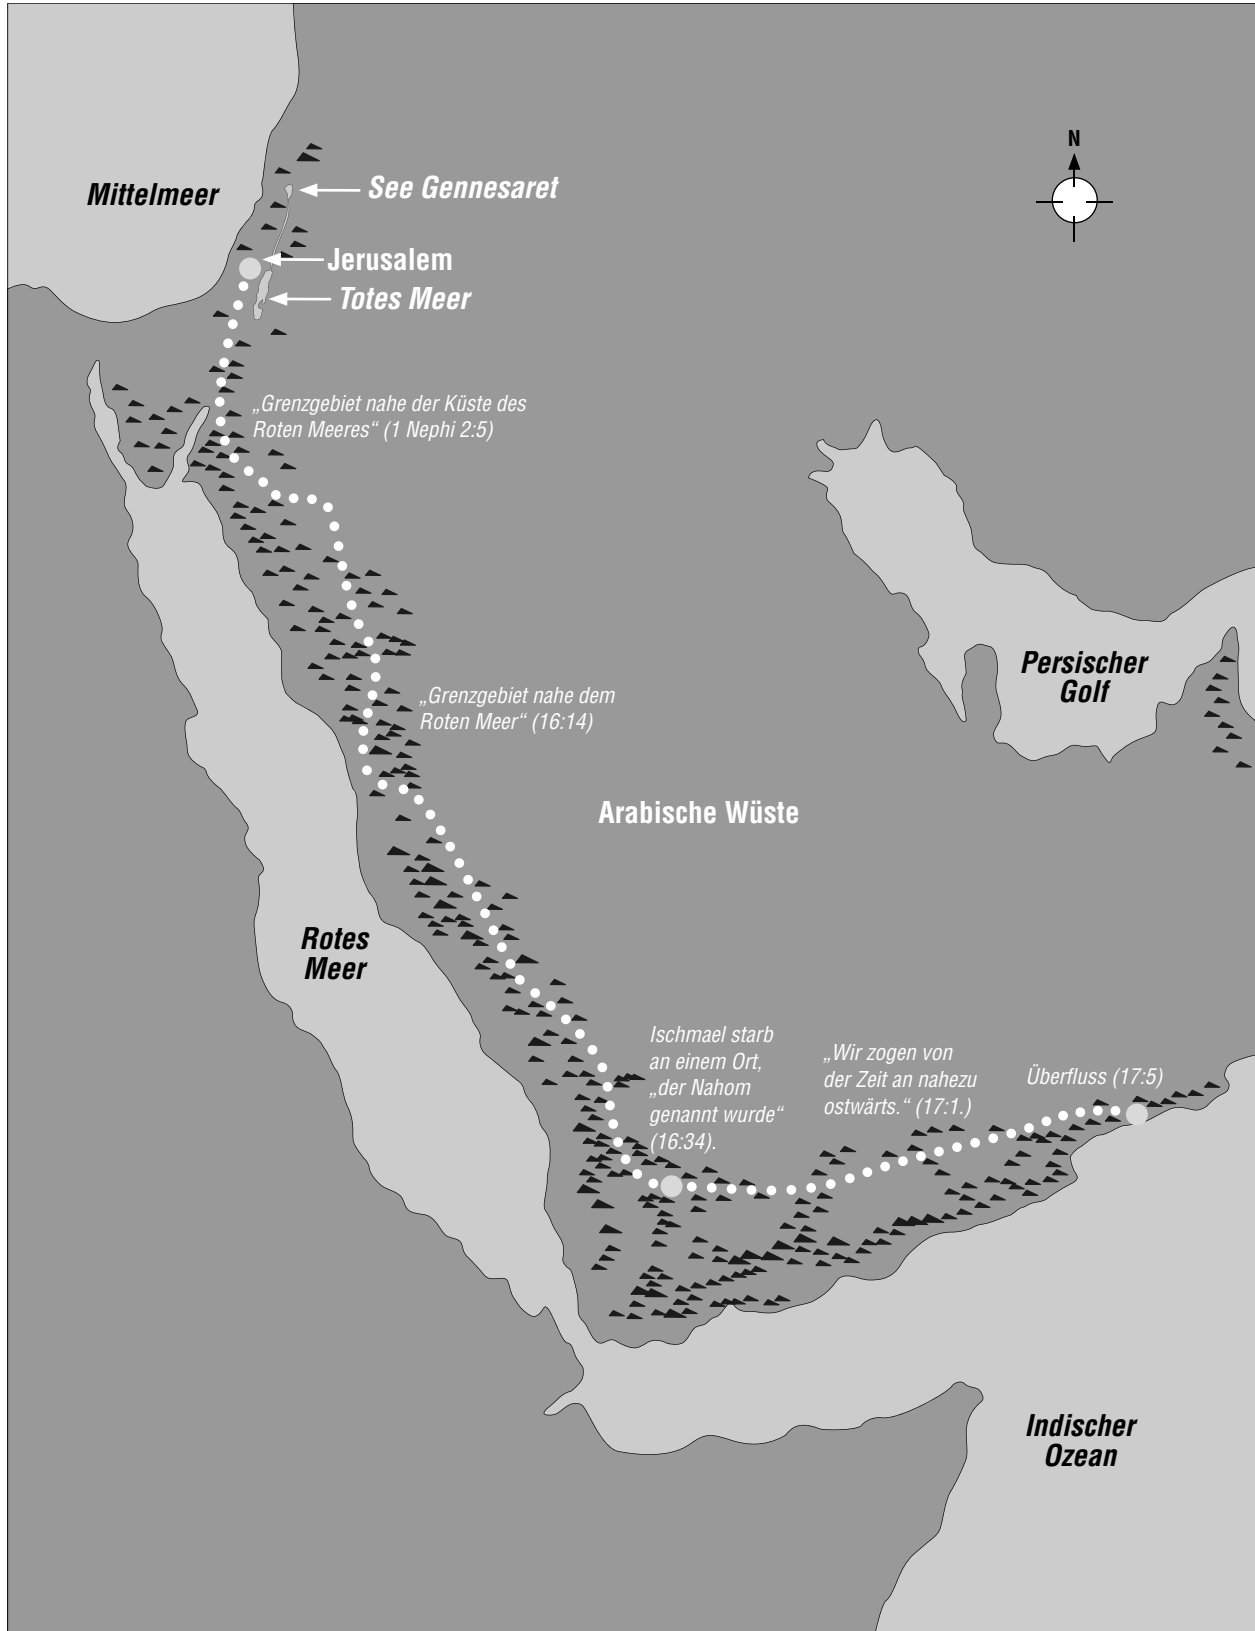 N
Mittelmeer
See Gennesaret
Jerusalem
Totes Meer
„Grenzgebiet nahe der Küste des
Roten Meeres“ (1 Nephi 2:5)
Persischer
Golf
„Grenzgebiet nahe dem
Roten Meer“ (16:14)
Arabische Wüste
Rotes
Meer
Ischmael starb
an einem Ort,
„der Nahom
genannt wurde“
(16:34).
„Wir zogen von
der Zeit an nahezu
ostwärts.“ (17:1.)
Überfluss (17:5)
Indischer
Ozean